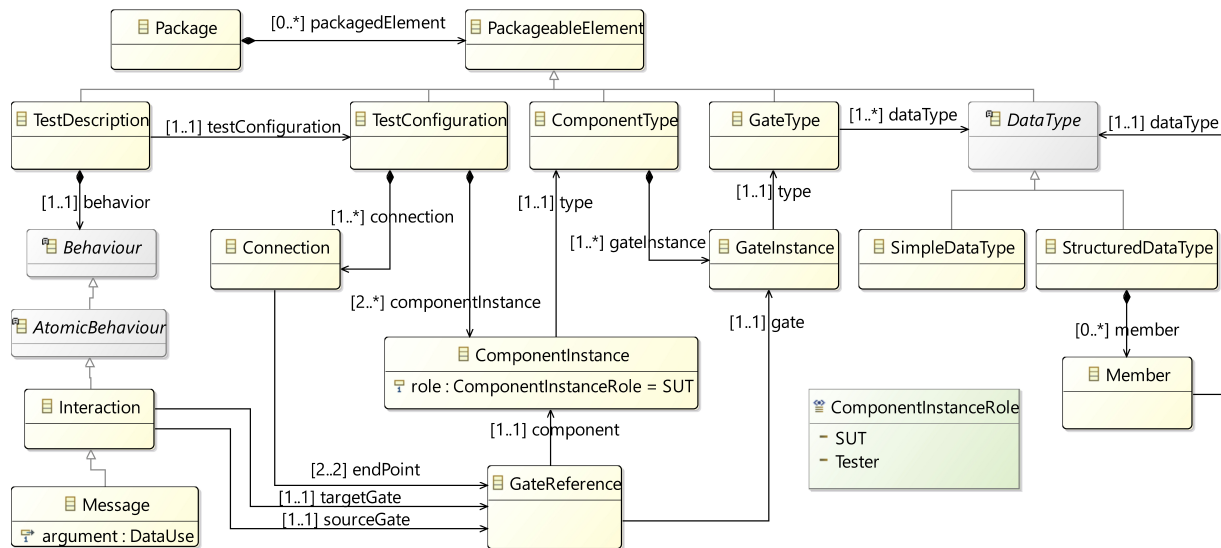 Package
[0..*] packagedElement
PackageableElement
TestDescription
[1..1] testConfiguration
TestConfiguration
ComponentType
GateType
[1..*] dataType
DataType
[1..1] dataType
[1..1] behavior
[1..*] connection
[1..1] type
[1..1] type
Behaviour
Connection
[1..*] gateInstance
GateInstance
SimpleDataType
StructuredDataType
[2..*] componentInstance
AtomicBehaviour
[1..1] gate
[0..*] member
ComponentInstance
role : ComponentInstanceRole = SUT
Member
Interaction
ComponentInstanceRole
SUT
Tester
[1..1] component
[2..2] endPoint
GateReference
[1..1] targetGate
[1..1] sourceGate
Message
argument : DataUse